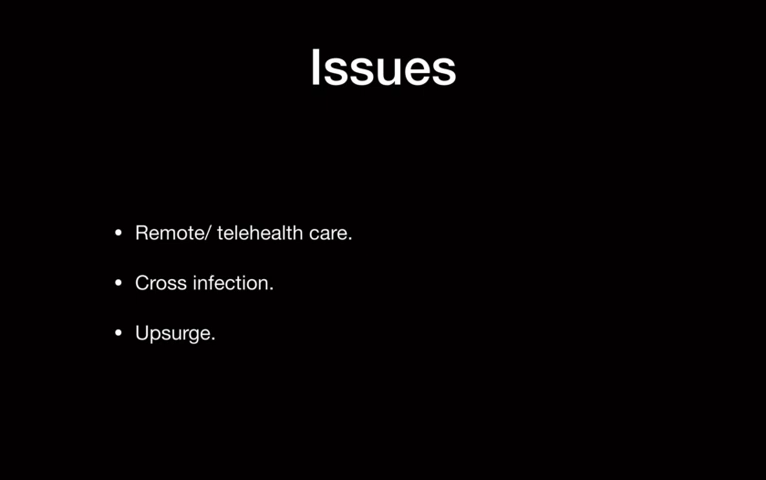 Issues
• Remote/ telehealth care.
• Cross infection.
• Upsurge.